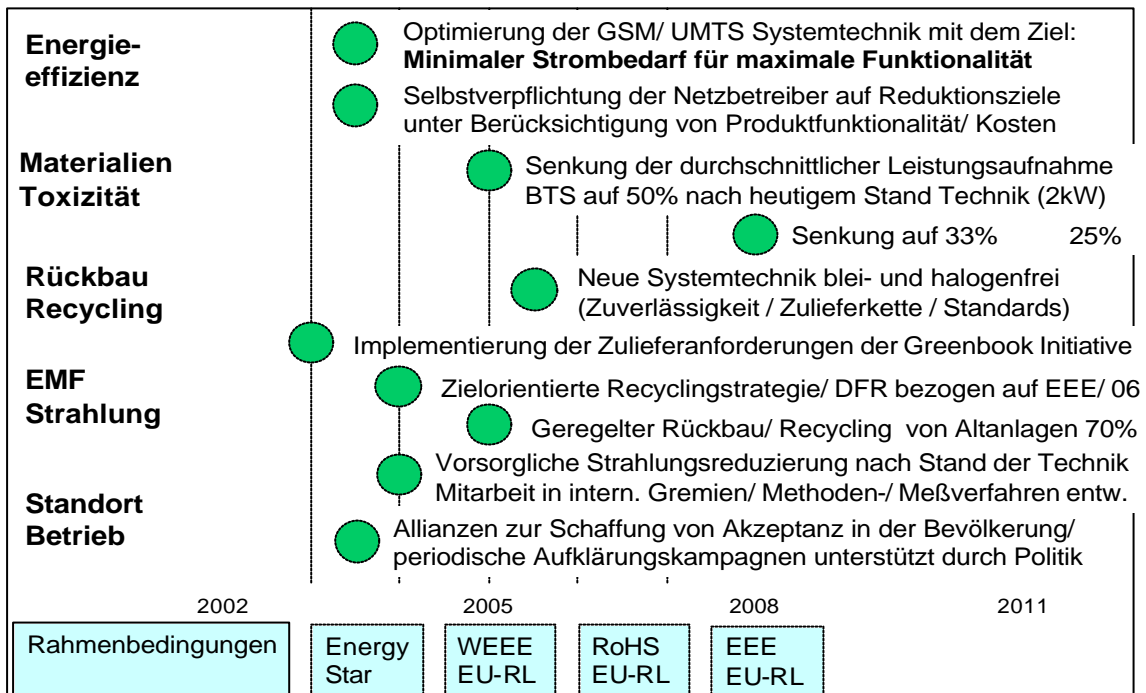 Energie-
effizienz
Optimierung der GSM/ UMTS Systemtechnik mit dem Ziel:
Minimaler Strombedarf für maximale Funktionalität
Selbstverpflichtung der Netzbetreiber auf Reduktionsziele
unter Berücksichtigung von Produktfunktionalität/ Kosten
Materialien
Toxizität
Senkung der durchschnittlicher Leistungsaufnahme
BTS auf 50% nach heutigem Stand Technik (2kW)
Senkung auf 33% 25%
Rückbau
Recycling
Neue Systemtechnik blei- und halogenfrei
(Zuverlässigkeit / Zulieferkette / Standards)
Implementierung der Zulieferanforderungen der Greenbook Initiative
EMF
Strahlung
Zielorientierte Recyclingstrategie/ DFR bezogen auf EEE/ 06
Geregelter Rückbau/ Recycling von Altanlagen 70%
Vorsorgliche Strahlungsreduzierung nach Stand der Technik
Mitarbeit in intern. Gremien/ Methoden-/ Meßverfahren entw.
Standort
Betrieb
Allianzen zur Schaffung von Akzeptanz in der Bevölkerung/
periodische Aufklärungskampagnen unterstützt durch Politik
2002 2005 2008 2011
Rahmenbedingungen
Energy
Star
WEEE
EU-RL
RoHS
EU-RL
EEE
EU-RL